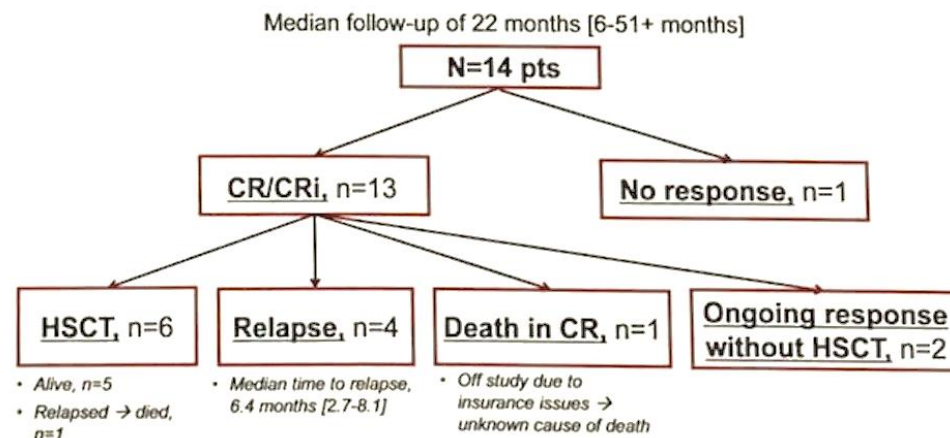 Median follow-up of 22 months [6-51+ months]
N=14 pts
CR/CRi, n=13
No response, n=1
HSCT, n=6
Relapse, n=4
Death in CR, n=1
Ongoing response
without HSCT, n=2
• Alive, n=5
• Relapsed → died,
n=1
• Median time to relapse,
6.4 months [2.7-8.1]
• Off study due to
insurance issues →
unknown cause of death